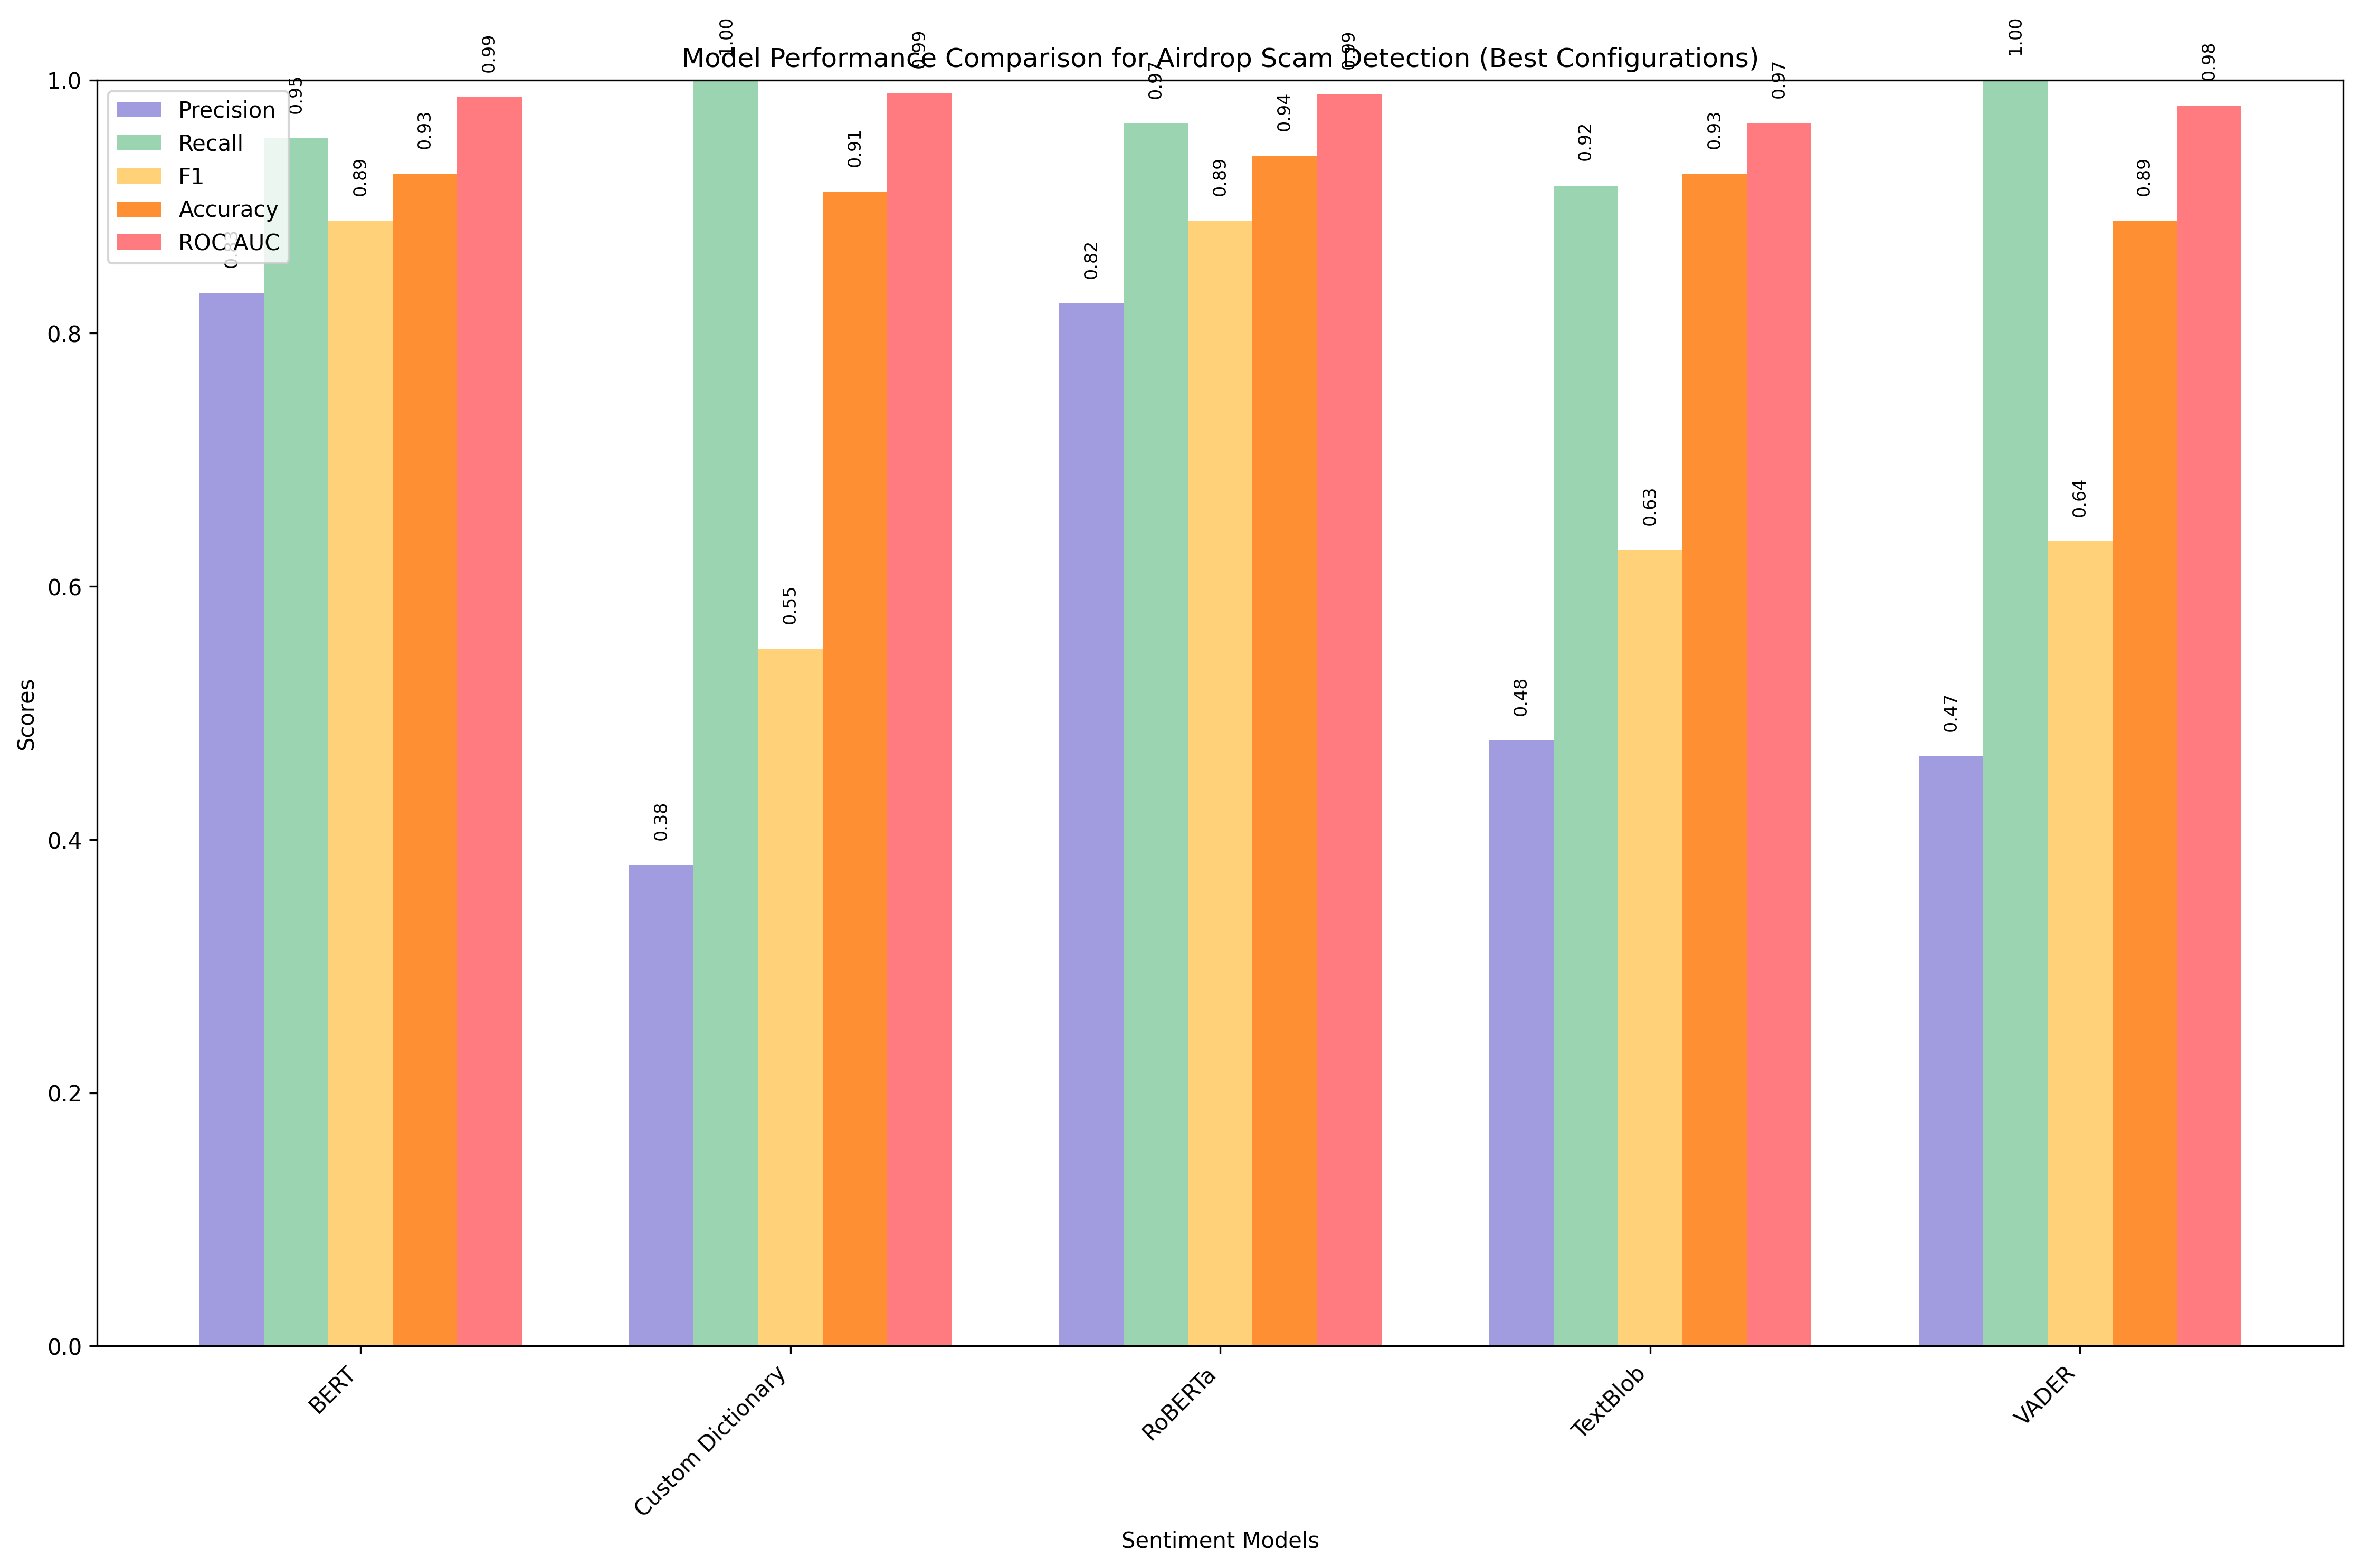 Model Performance Comparison for Airdrop Scam Detection (Best Configurations)
Precision
Recall
F1
Accuracy
ROC AUC
0.83
0.95
0.89
0.93
0.99
0.38
1.00
0.55
0.91
0.99
0.82
0.97
0.89
0.94
0.99
0.48
0.92
0.63
0.93
0.97
0.47
1.00
0.64
0.89
0.98
Scores
1.0
0.8
0.6
0.4
0.2
0.0
BERT
Custom Dictionary
RoBERTa
TextBlob
VADER
Sentiment Models